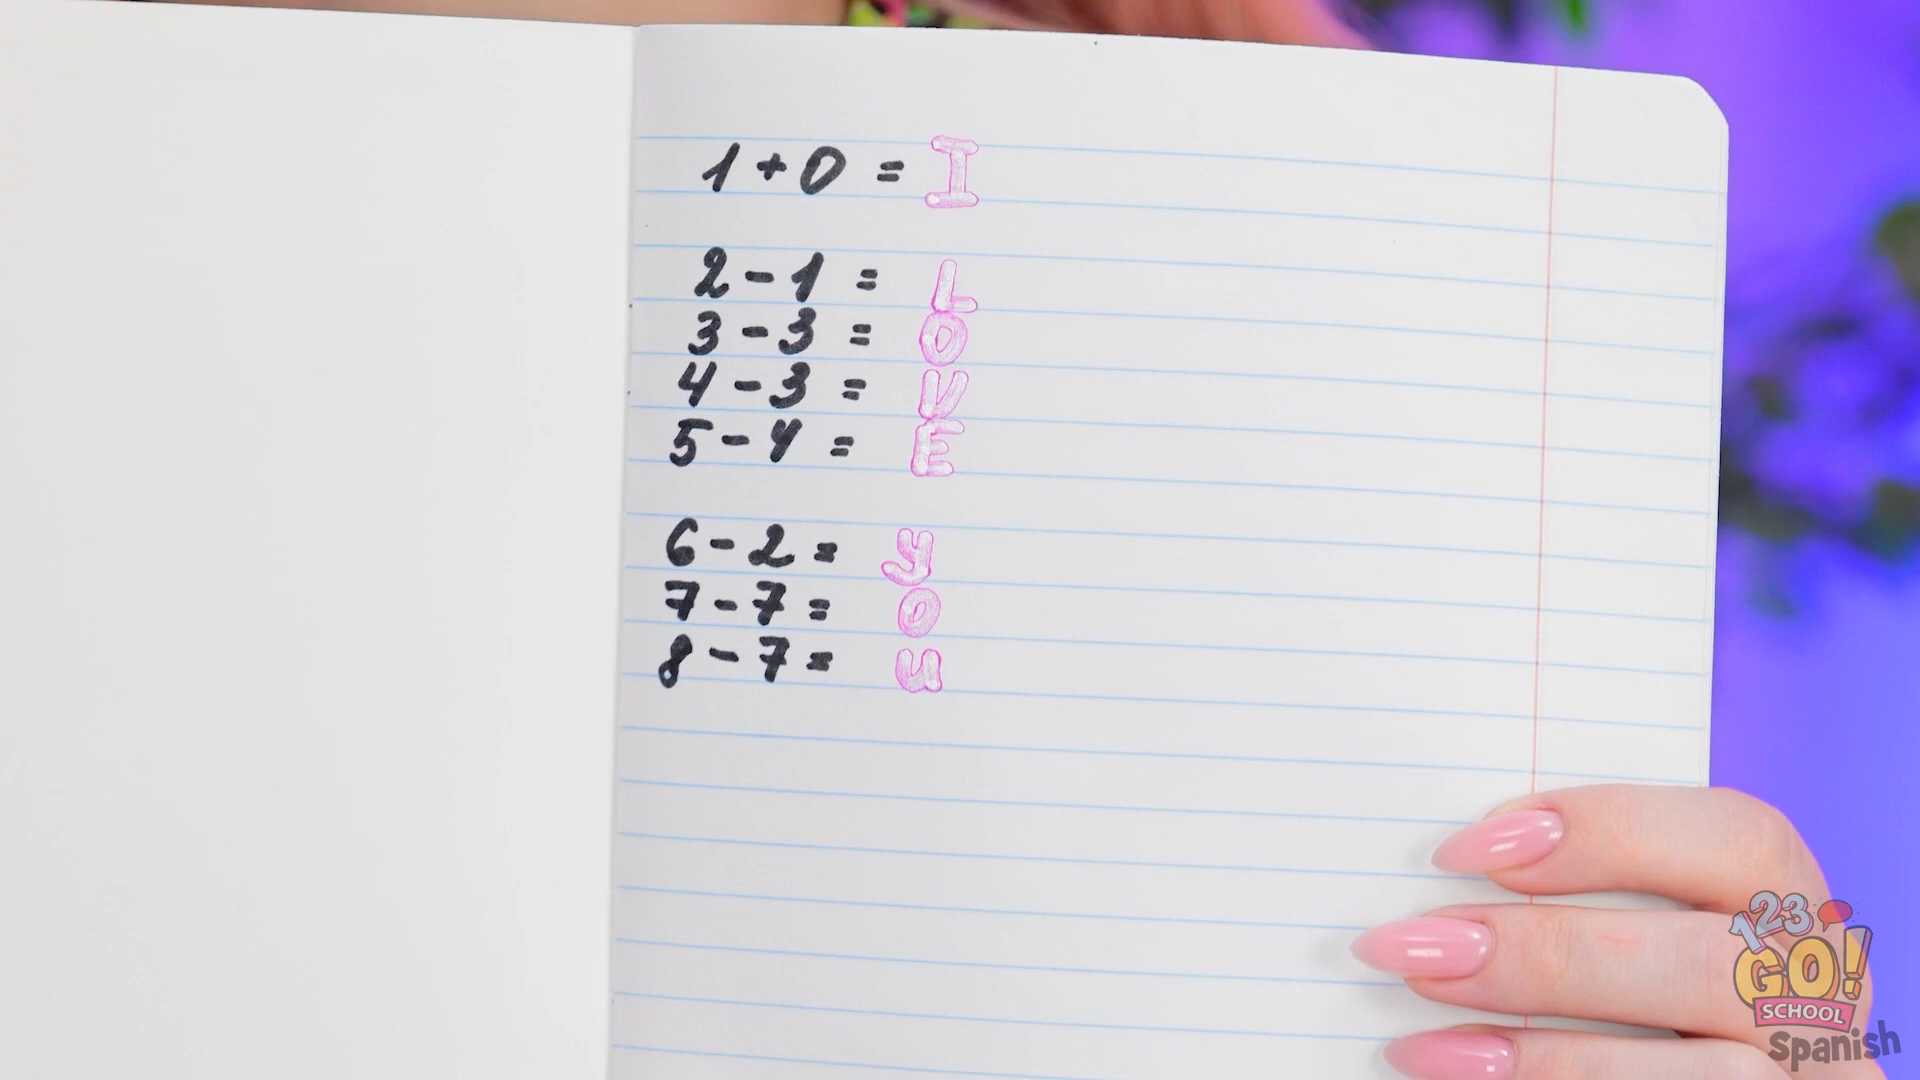 1 + 0 = I
2 - 1 = L
3 - 3 = O
4 - 3 = V
5 - 4 = E
6 - 2 = y
7 - 7 = O
8 - 7 = u
123
GO!
SCHOOL
Spanish